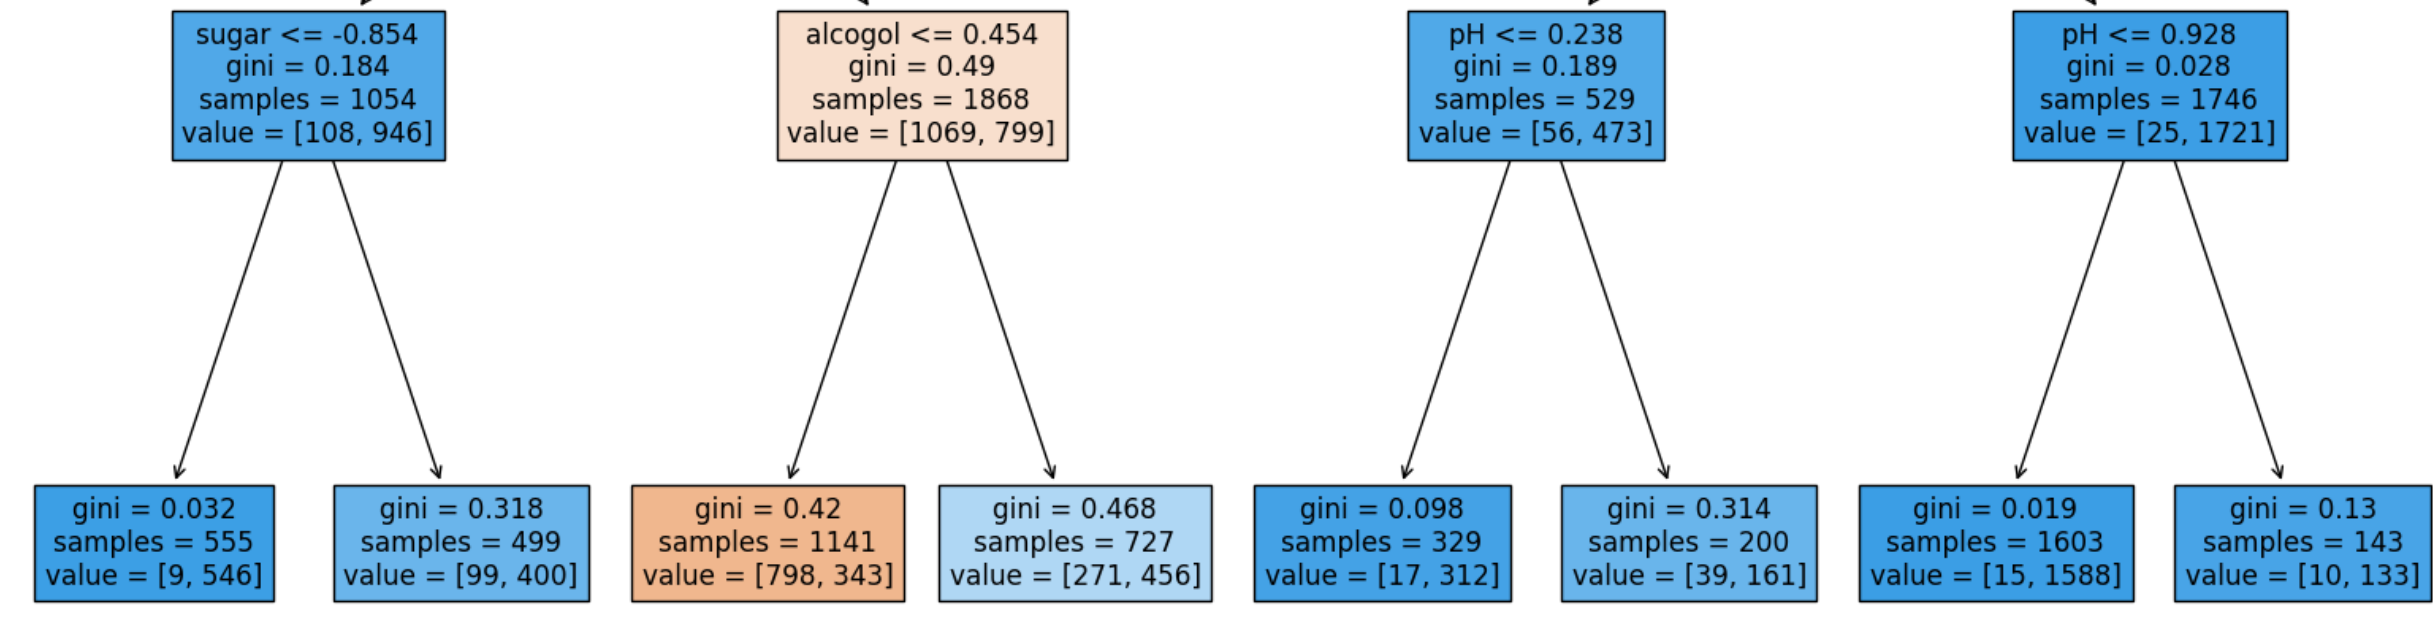 sugar <= -0.854
gini = 0.184
samples = 1054
value = [108, 946]
alcogol <= 0.454
gini = 0.49
samples = 1868
value = [1069, 799]
pH <= 0.238
gini = 0.189
samples = 529
value = [56, 473]
pH <= 0.928
gini = 0.028
samples = 1746
value = [25, 1721]
gini = 0.032
samples = 555
value = [9, 546]
gini = 0.318
samples = 499
value = [99, 400]
gini = 0.42
samples = 1141
value = [798, 343]
gini = 0.468
samples = 727
value = [271, 456]
gini = 0.098
samples = 329
value = [17, 312]
gini = 0.314
samples = 200
value = [39, 161]
gini = 0.019
samples = 1603
value = [15, 1588]
gini = 0.13
samples = 143
value = [10, 133]